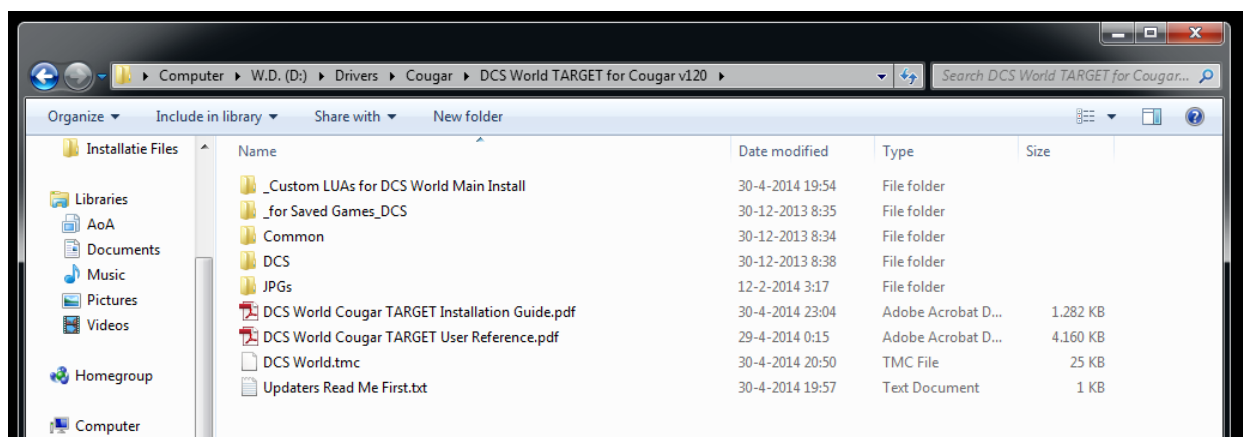 Computer ▸ W.D. (D:) ▸ Drivers ▸ Cougar ▸ DCS World TARGET for Cougar v120 ▸ Search DCS World TARGET for Cougar...
Organize Include in library Share with New folder
Installatie Files
Libraries
AoA
Documents
Music
Pictures
Videos
Homegroup
Computer
Name Date modified Type Size
_Custom LUAs for DCS World Main Install 30-4-2014 19:54 File folder
_for Saved Games_DCS 30-12-2013 8:35 File folder
Common 30-12-2013 8:34 File folder
DCS 30-12-2013 8:38 File folder
JPGs 12-2-2014 3:17 File folder
DCS World Cougar TARGET Installation Guide.pdf 30-4-2014 23:04 Adobe Acrobat D... 1.282 KB
DCS World Cougar TARGET User Reference.pdf 29-4-2014 0:15 Adobe Acrobat D... 4.160 KB
DCS World.tmc 30-4-2014 20:50 TMC File 25 KB
Updaters Read Me First.txt 30-4-2014 19:57 Text Document 1 KB